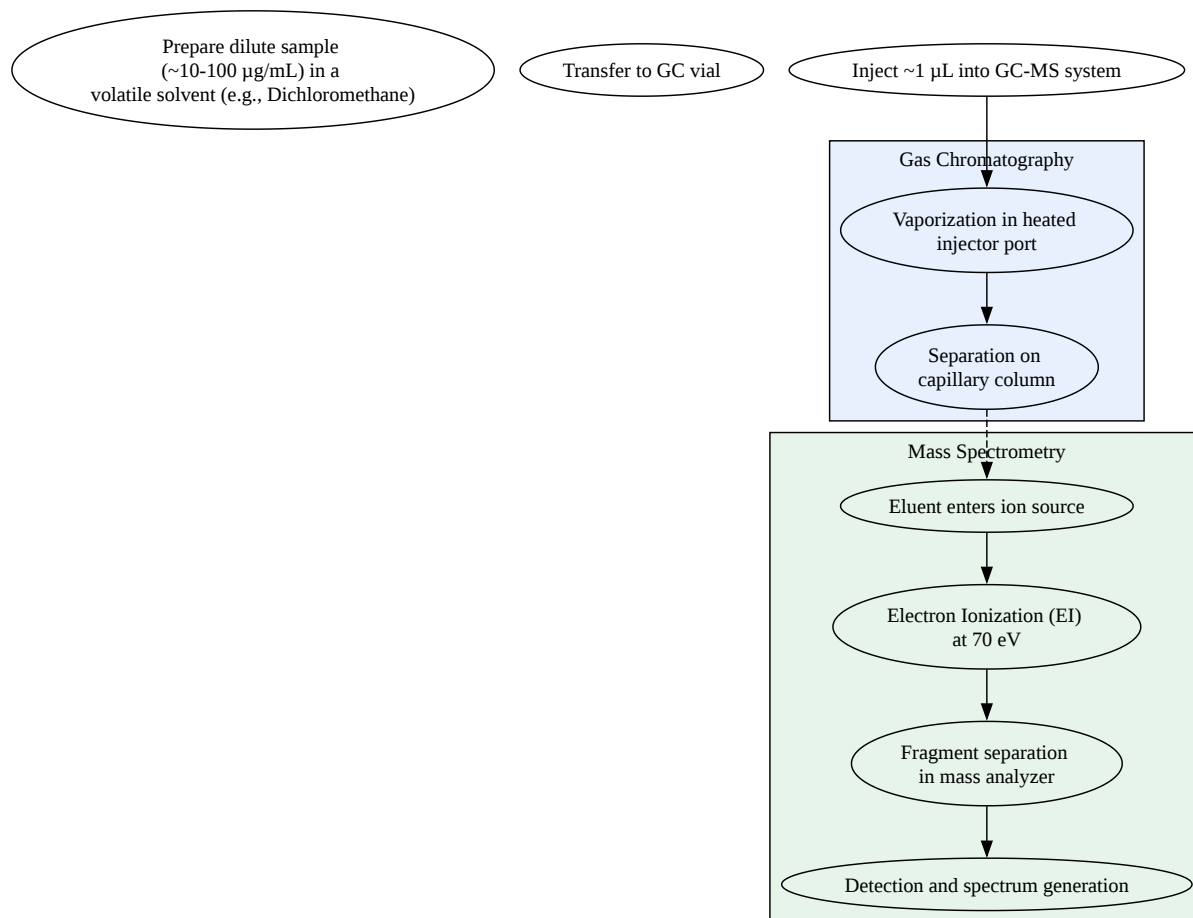 Prepare dilute sample
(~10-100 µg/mL) in a
volatile solvent (e.g., Dichloromethane)
Transfer to GC vial
Inject ~1 µL into GC-MS system
Gas Chromatography
Vaporization in heated
injector port
Separation on
capillary column
Mass Spectrometry
Eluent enters ion source
Electron Ionization (EI)
at 70 eV
Fragment separation
in mass analyzer
Detection and spectrum generation